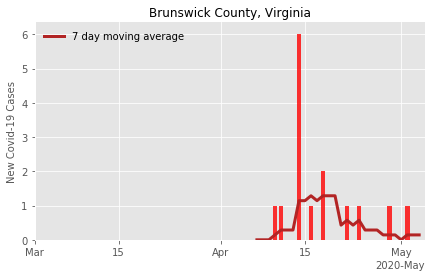 Brunswick County, Virginia
7 day moving average
New Covid-19 Cases
6
5
4
3
2
1
0
Mar
15
Apr
15
May
2020-May